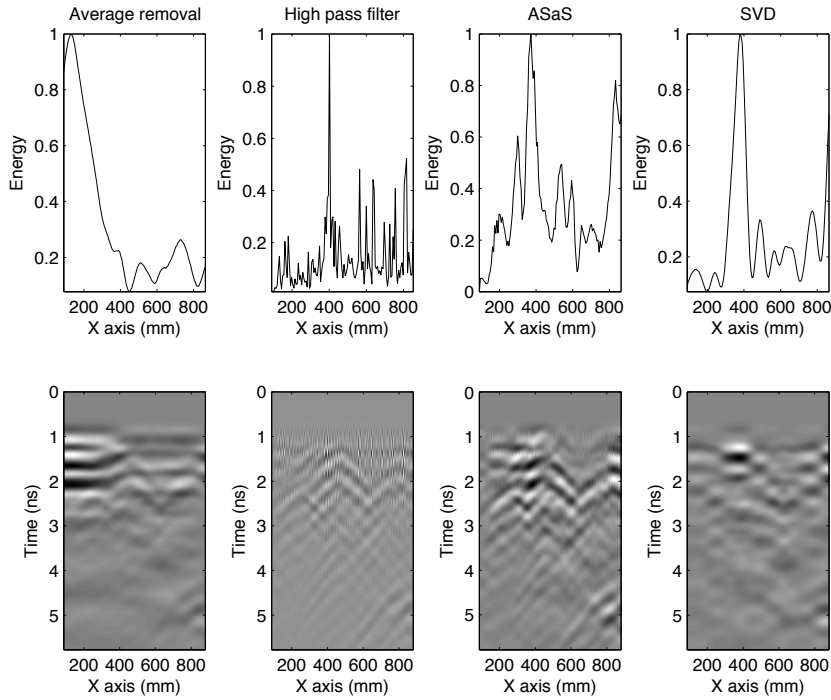 Average removal
High pass filter
ASaS
SVD
1
0.8
0.6
0.4
0.2
Energy
200 400 600 800
X axis (mm)
1
0.8
0.6
0.4
0.2
Energy
200 400 600 800
X axis (mm)
1
0.8
0.6
0.4
0.2
0
Energy
200 400 600 800
X axis (mm)
1
0.8
0.6
0.4
0.2
Energy
200 400 600 800
X axis (mm)
0
1
2
3
4
5
Time (ns)
200 400 600 800
X axis (mm)
0
1
2
3
4
5
Time (ns)
200 400 600 800
X axis (mm)
0
1
2
3
4
5
Time (ns)
200 400 600 800
X axis (mm)
0
1
2
3
4
5
Time (ns)
200 400 600 800
X axis (mm)